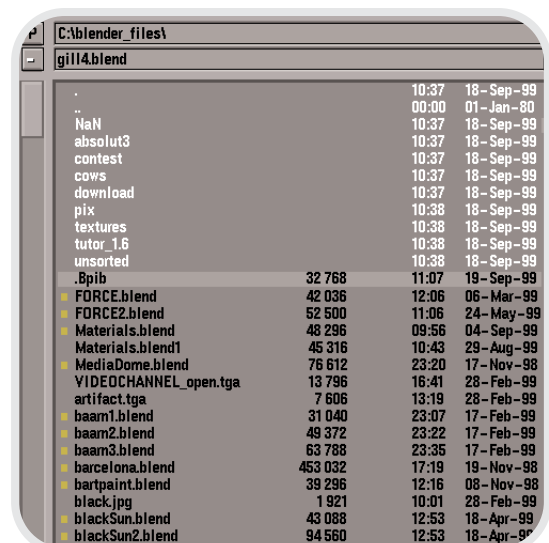 P C:\blender_files\
- gill4.blend
. 10:37 18-Sep-99
.. 00:00 01-Jan-80
NaN 10:37 18-Sep-99
absolut3 10:37 18-Sep-99
contest 10:37 18-Sep-99
cows 10:37 18-Sep-99
download 10:37 18-Sep-99
pix 10:38 18-Sep-99
textures 10:38 18-Sep-99
tutor_1.6 10:38 18-Sep-99
unsorted 10:38 18-Sep-99
.Bpib 32 768 11:07 19-Sep-99
FORCE.blend 42 036 12:06 06-Mar-99
FORCE2.blend 52 500 11:06 24-May-99
Materials.blend 48 296 09:56 04-Sep-99
Materials.blend1 45 316 10:43 29-Aug-99
MediaDome.blend 76 612 23:20 17-Nov-98
VIDEOCHANNEL_open.tga 13 796 16:41 28-Feb-99
artifact.tga 7 606 13:19 28-Feb-99
baam1.blend 31 040 23:07 17-Feb-99
baam2.blend 49 372 23:22 17-Feb-99
baam3.blend 63 788 23:35 17-Feb-99
barcelona.blend 453 032 17:19 19-Nov-98
bartpaint.blend 39 296 12:16 08-Nov-98
black.jpg 1 921 10:01 28-Feb-99
blackSun.blend 43 088 12:53 18-Apr-99
blackSun2.blend 94 560 12:53 18-Apr-99